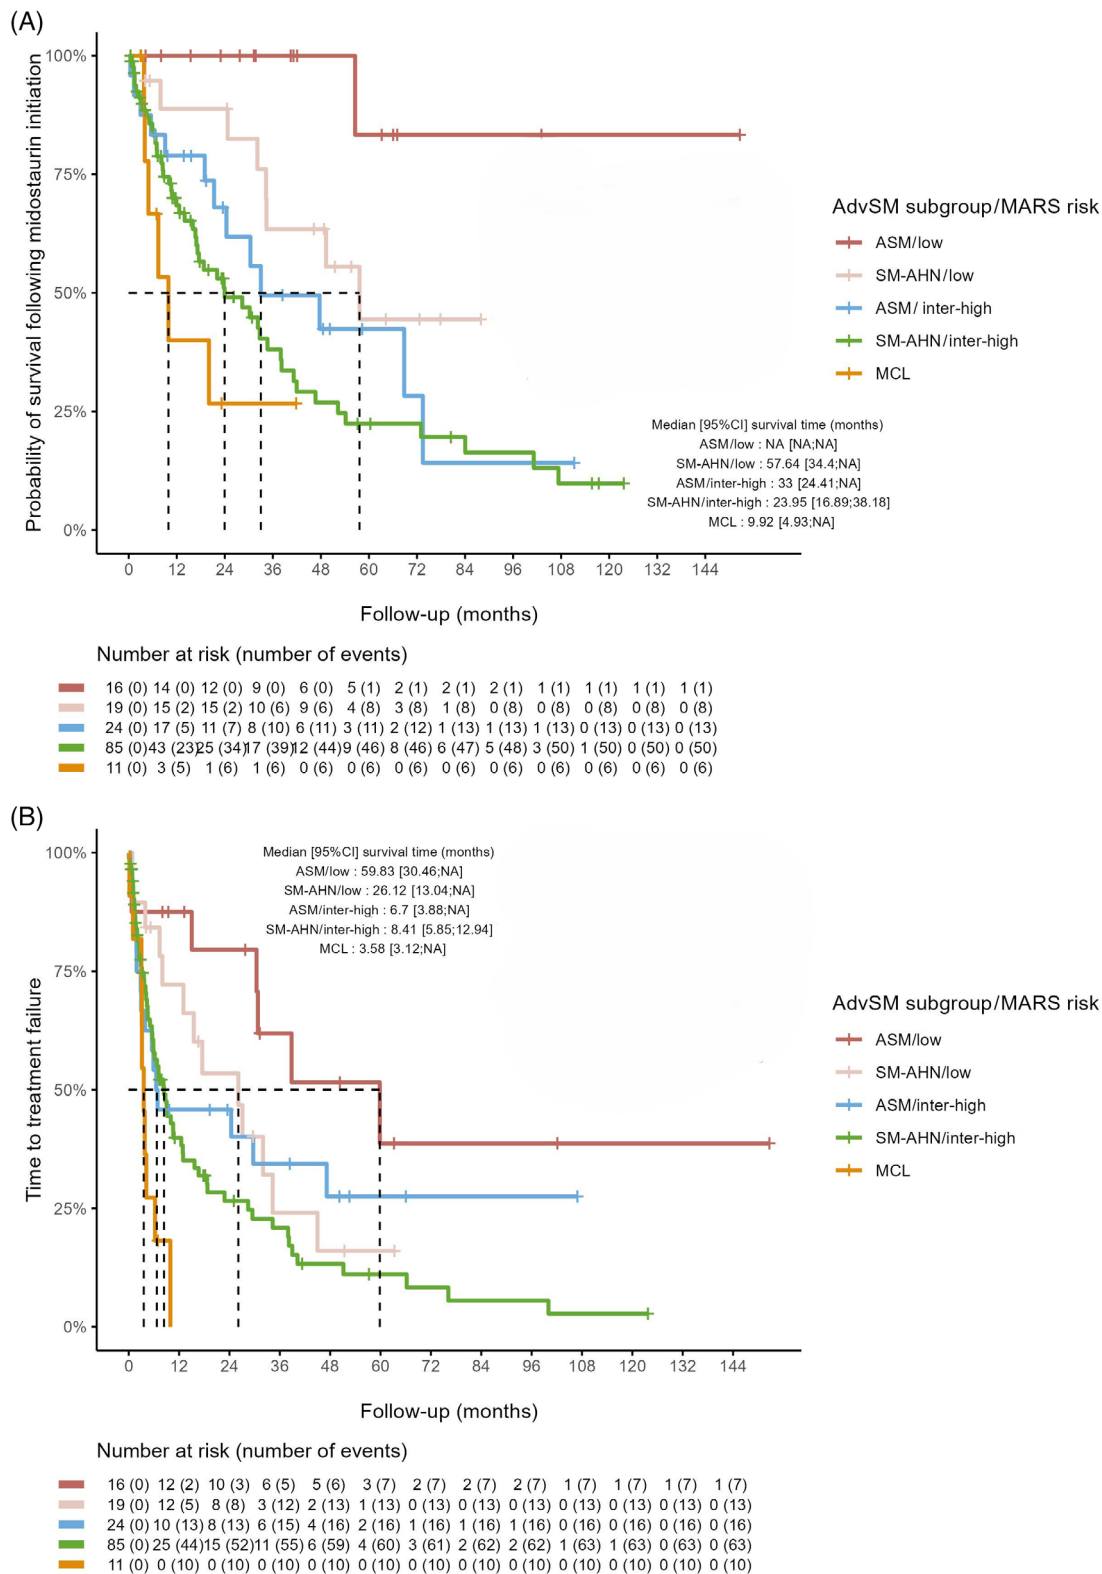 (A)
Probability of survival following midostaurin initiation
100%
75%
50%
25%
0%
AdvSM subgroup/MARS risk
ASM/low
SM-AHN/low
ASM/ inter-high
SM-AHN/inter-high
MCL
Median [95%CI] survival time (months)
ASM/low : NA [NA;NA]
SM-AHN/low : 57.64 [34.4;NA]
ASM/inter-high : 33 [24.41;NA]
SM-AHN/inter-high : 23.95 [16.89;38.18]
MCL : 9.92 [4.93;NA]
0 12 24 36 48 60 72 84 96 108 120 132 144
Follow-up (months)
Number at risk (number of events)
16 (0) 14 (0) 12 (0) 9 (0) 6 (0) 5 (1) 2 (1) 2 (1) 2 (1) 1 (1) 1 (1) 1 (1) 1 (1)
19 (0) 15 (2) 15 (2) 10 (6) 9 (6) 4 (8) 3 (8) 1 (8) 0 (8) 0 (8) 0 (8) 0 (8) 0 (8)
24 (0) 17 (5) 11 (7) 8 (10) 6 (11) 3 (11) 2 (12) 1 (13) 1 (13) 1 (13) 0 (13) 0 (13) 0 (13)
85 (0) 43 (23) 25 (34) 17 (39) 12 (44) 9 (46) 8 (46) 6 (47) 5 (48) 3 (50) 1 (50) 0 (50) 0 (50)
11 (0) 3 (5) 1 (6) 1 (6) 0 (6) 0 (6) 0 (6) 0 (6) 0 (6) 0 (6) 0 (6) 0 (6) 0 (6)
(B)
Time to treatment failure
100%
75%
50%
25%
0%
Median [95%CI] survival time (months)
ASM/low : 59.83 [30.46;NA]
SM-AHN/low : 26.12 [13.04;NA]
ASM/inter-high : 6.7 [3.88;NA]
SM-AHN/inter-high : 8.41 [5.85;12.94]
MCL : 3.58 [3.12;NA]
AdvSM subgroup/MARS risk
ASM/low
SM-AHN/low
ASM/inter-high
SM-AHN/inter-high
MCL
0 12 24 36 48 60 72 84 96 108 120 132 144
Follow-up (months)
Number at risk (number of events)
16 (0) 12 (2) 10 (3) 6 (5) 5 (6) 3 (7) 2 (7) 2 (7) 2 (7) 1 (7) 1 (7) 1 (7) 1 (7)
19 (0) 12 (5) 8 (8) 3 (12) 2 (13) 1 (13) 0 (13) 0 (13) 0 (13) 0 (13) 0 (13) 0 (13) 0 (13)
24 (0) 10 (13) 8 (13) 6 (15) 4 (16) 2 (16) 1 (16) 1 (16) 1 (16) 0 (16) 0 (16) 0 (16) 0 (16)
85 (0) 25 (44) 15 (52) 11 (55) 6 (59) 4 (60) 3 (61) 2 (62) 2 (62) 1 (63) 1 (63) 0 (63) 0 (63)
11 (0) 0 (10) 0 (10) 0 (10) 0 (10) 0 (10) 0 (10) 0 (10) 0 (10) 0 (10) 0 (10) 0 (10) 0 (10)